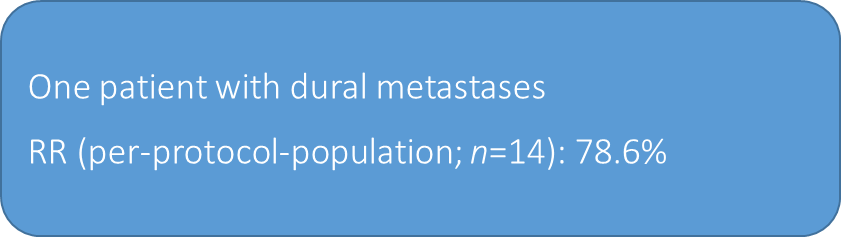 One patient with dural metastases
RR (per-protocol-population; n=14): 78.6%